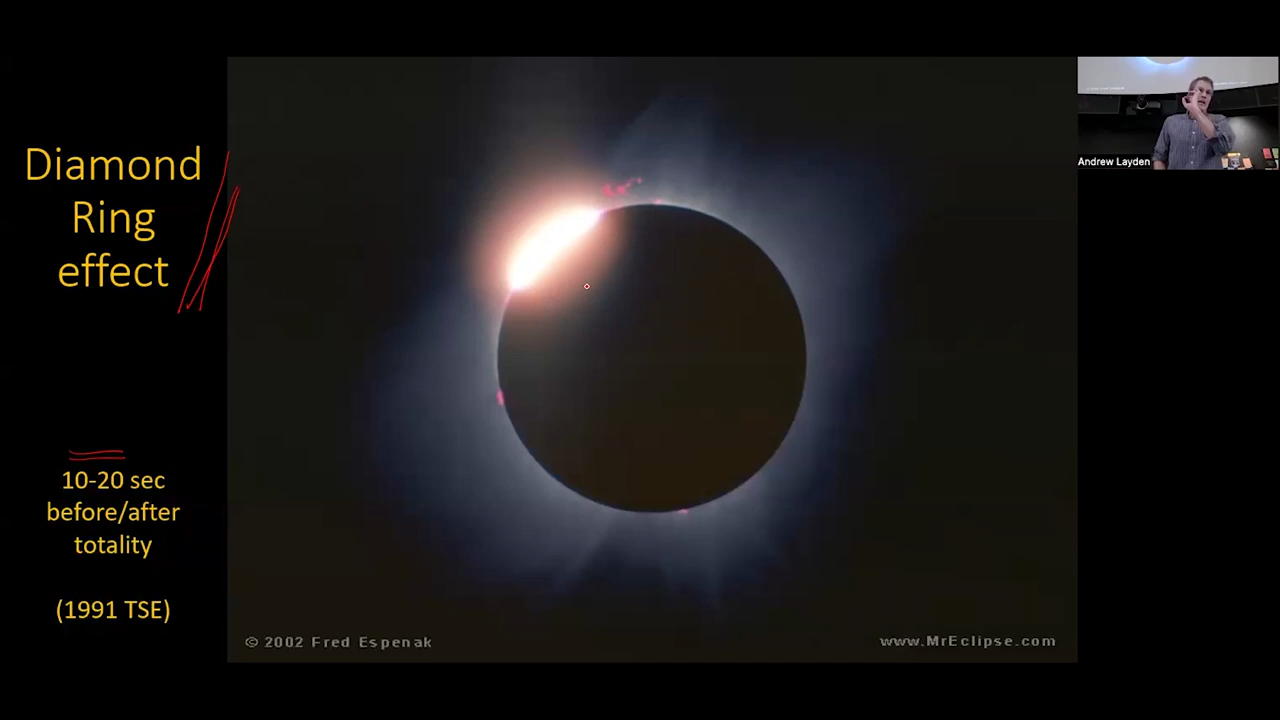 Diamond
Ring
effect
10-20 sec
before/after
totality
(1991 TSE)
© 2002 Fred Espenak
www.MrEclipse.com
Andrew Layden